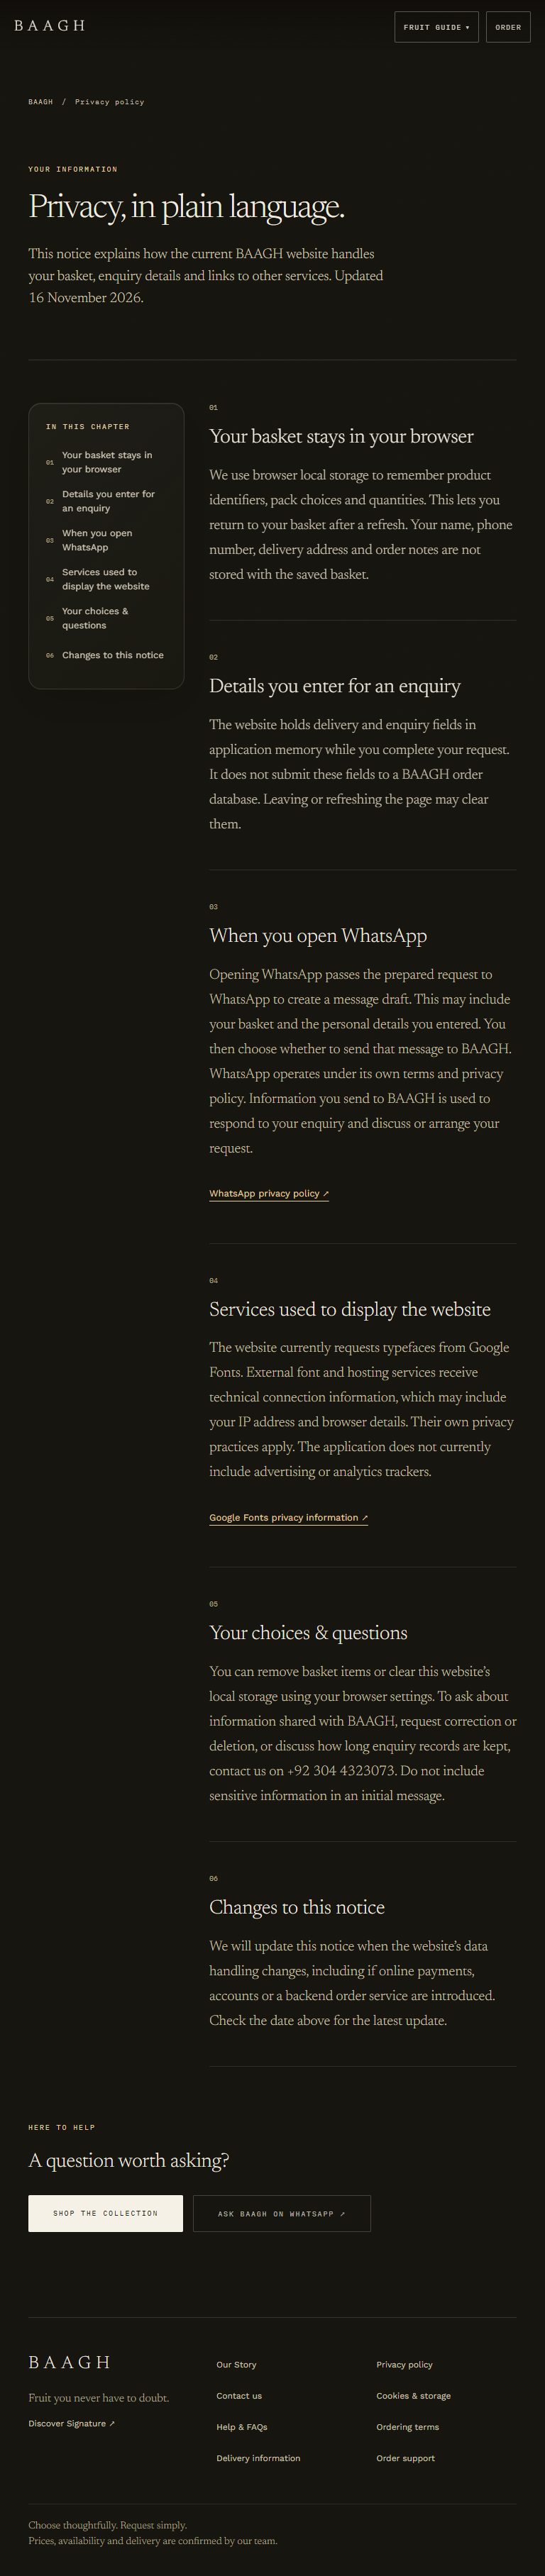 BAAGH
FRUIT GUIDE ▾
ORDER
BAAGH / Privacy policy
YOUR INFORMATION
Privacy, in plain language.
This notice explains how the current BAAGH website handles
your basket, enquiry details and links to other services. Updated
16 November 2026.
IN THIS CHAPTER
01 Your basket stays in
your browser
02 Details you enter for
an enquiry
03 When you open
WhatsApp
04 Services used to
display the website
05 Your choices &
questions
06 Changes to this notice
01
Your basket stays in your browser
We use browser local storage to remember product
identifiers, pack choices and quantities. This lets you
return to your basket after a refresh. Your name, phone
number, delivery address and order notes are not
stored with the saved basket.
02
Details you enter for an enquiry
The website holds delivery and enquiry fields in
application memory while you complete your request.
It does not submit these fields to a BAAGH order
database. Leaving or refreshing the page may clear
them.
03
When you open WhatsApp
Opening WhatsApp passes the prepared request to
WhatsApp to create a message draft. This may include
your basket and the personal details you entered. You
then choose whether to send that message to BAAGH.
WhatsApp operates under its own terms and privacy
policy. Information you send to BAAGH is used to
respond to your enquiry and discuss or arrange your
request.
WhatsApp privacy policy ↗
04
Services used to display the website
The website currently requests typefaces from Google
Fonts. External font and hosting services receive
technical connection information, which may include
your IP address and browser details. Their own privacy
practices apply. The application does not currently
include advertising or analytics trackers.
Google Fonts privacy information ↗
05
Your choices & questions
You can remove basket items or clear this website’s
local storage using your browser settings. To ask about
information shared with BAAGH, request correction or
deletion, or discuss how long enquiry records are kept,
contact us on +92 304 4323073. Do not include
sensitive information in an initial message.
06
Changes to this notice
We will update this notice when the website’s data
handling changes, including if online payments,
accounts or a backend order service are introduced.
Check the date above for the latest update.
HERE TO HELP
A question worth asking?
SHOP THE COLLECTION
ASK BAAGH ON WHATSAPP ↗
BAAGH
Fruit you never have to doubt.
Discover Signature ↗
Our Story
Contact us
Help & FAQs
Delivery information
Privacy policy
Cookies & storage
Ordering terms
Order support
Choose thoughtfully. Request simply.
Prices, availability and delivery are confirmed by our team.